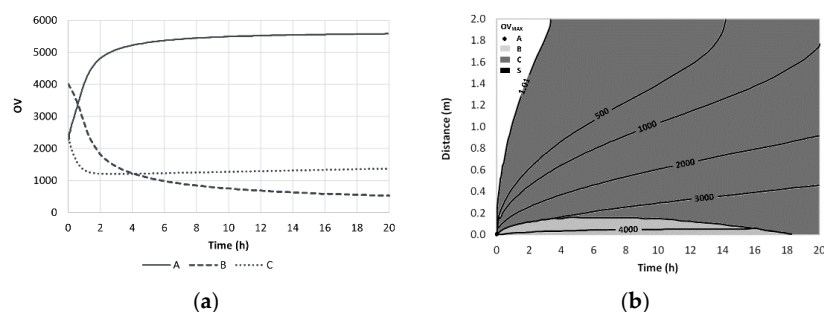 6000
5000
4000
3000
2000
1000
0
OV
0 2 4 6 8 10 12 14 16 18 20
Time (h)
A B C
(a)
2.0
1.8
1.6
1.4
1.2
1.0
0.8
0.6
0.4
0.2
0.0
Distance (m)
OV_MAX
A
B
C
S
1.01
500
1000
2000
3000
4000
0 2 4 6 8 10 12 14 16 18 20
Time (h)
(b)